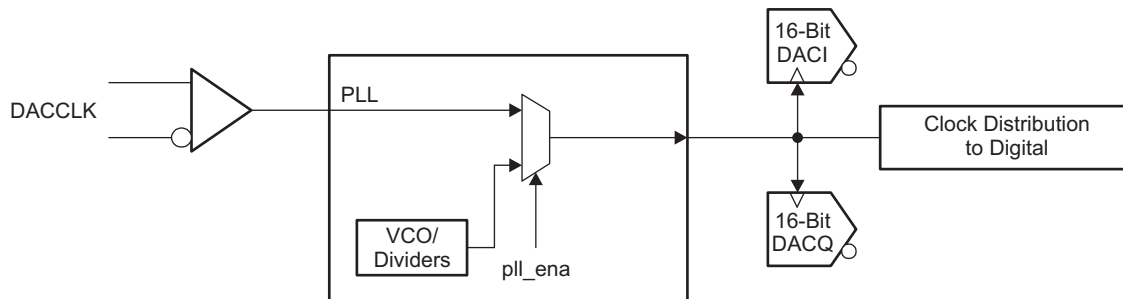 DACCLK
PLL
VCO/
Dividers
pll_ena
16-Bit
DACI
Clock Distribution
to Digital
16-Bit
DACQ